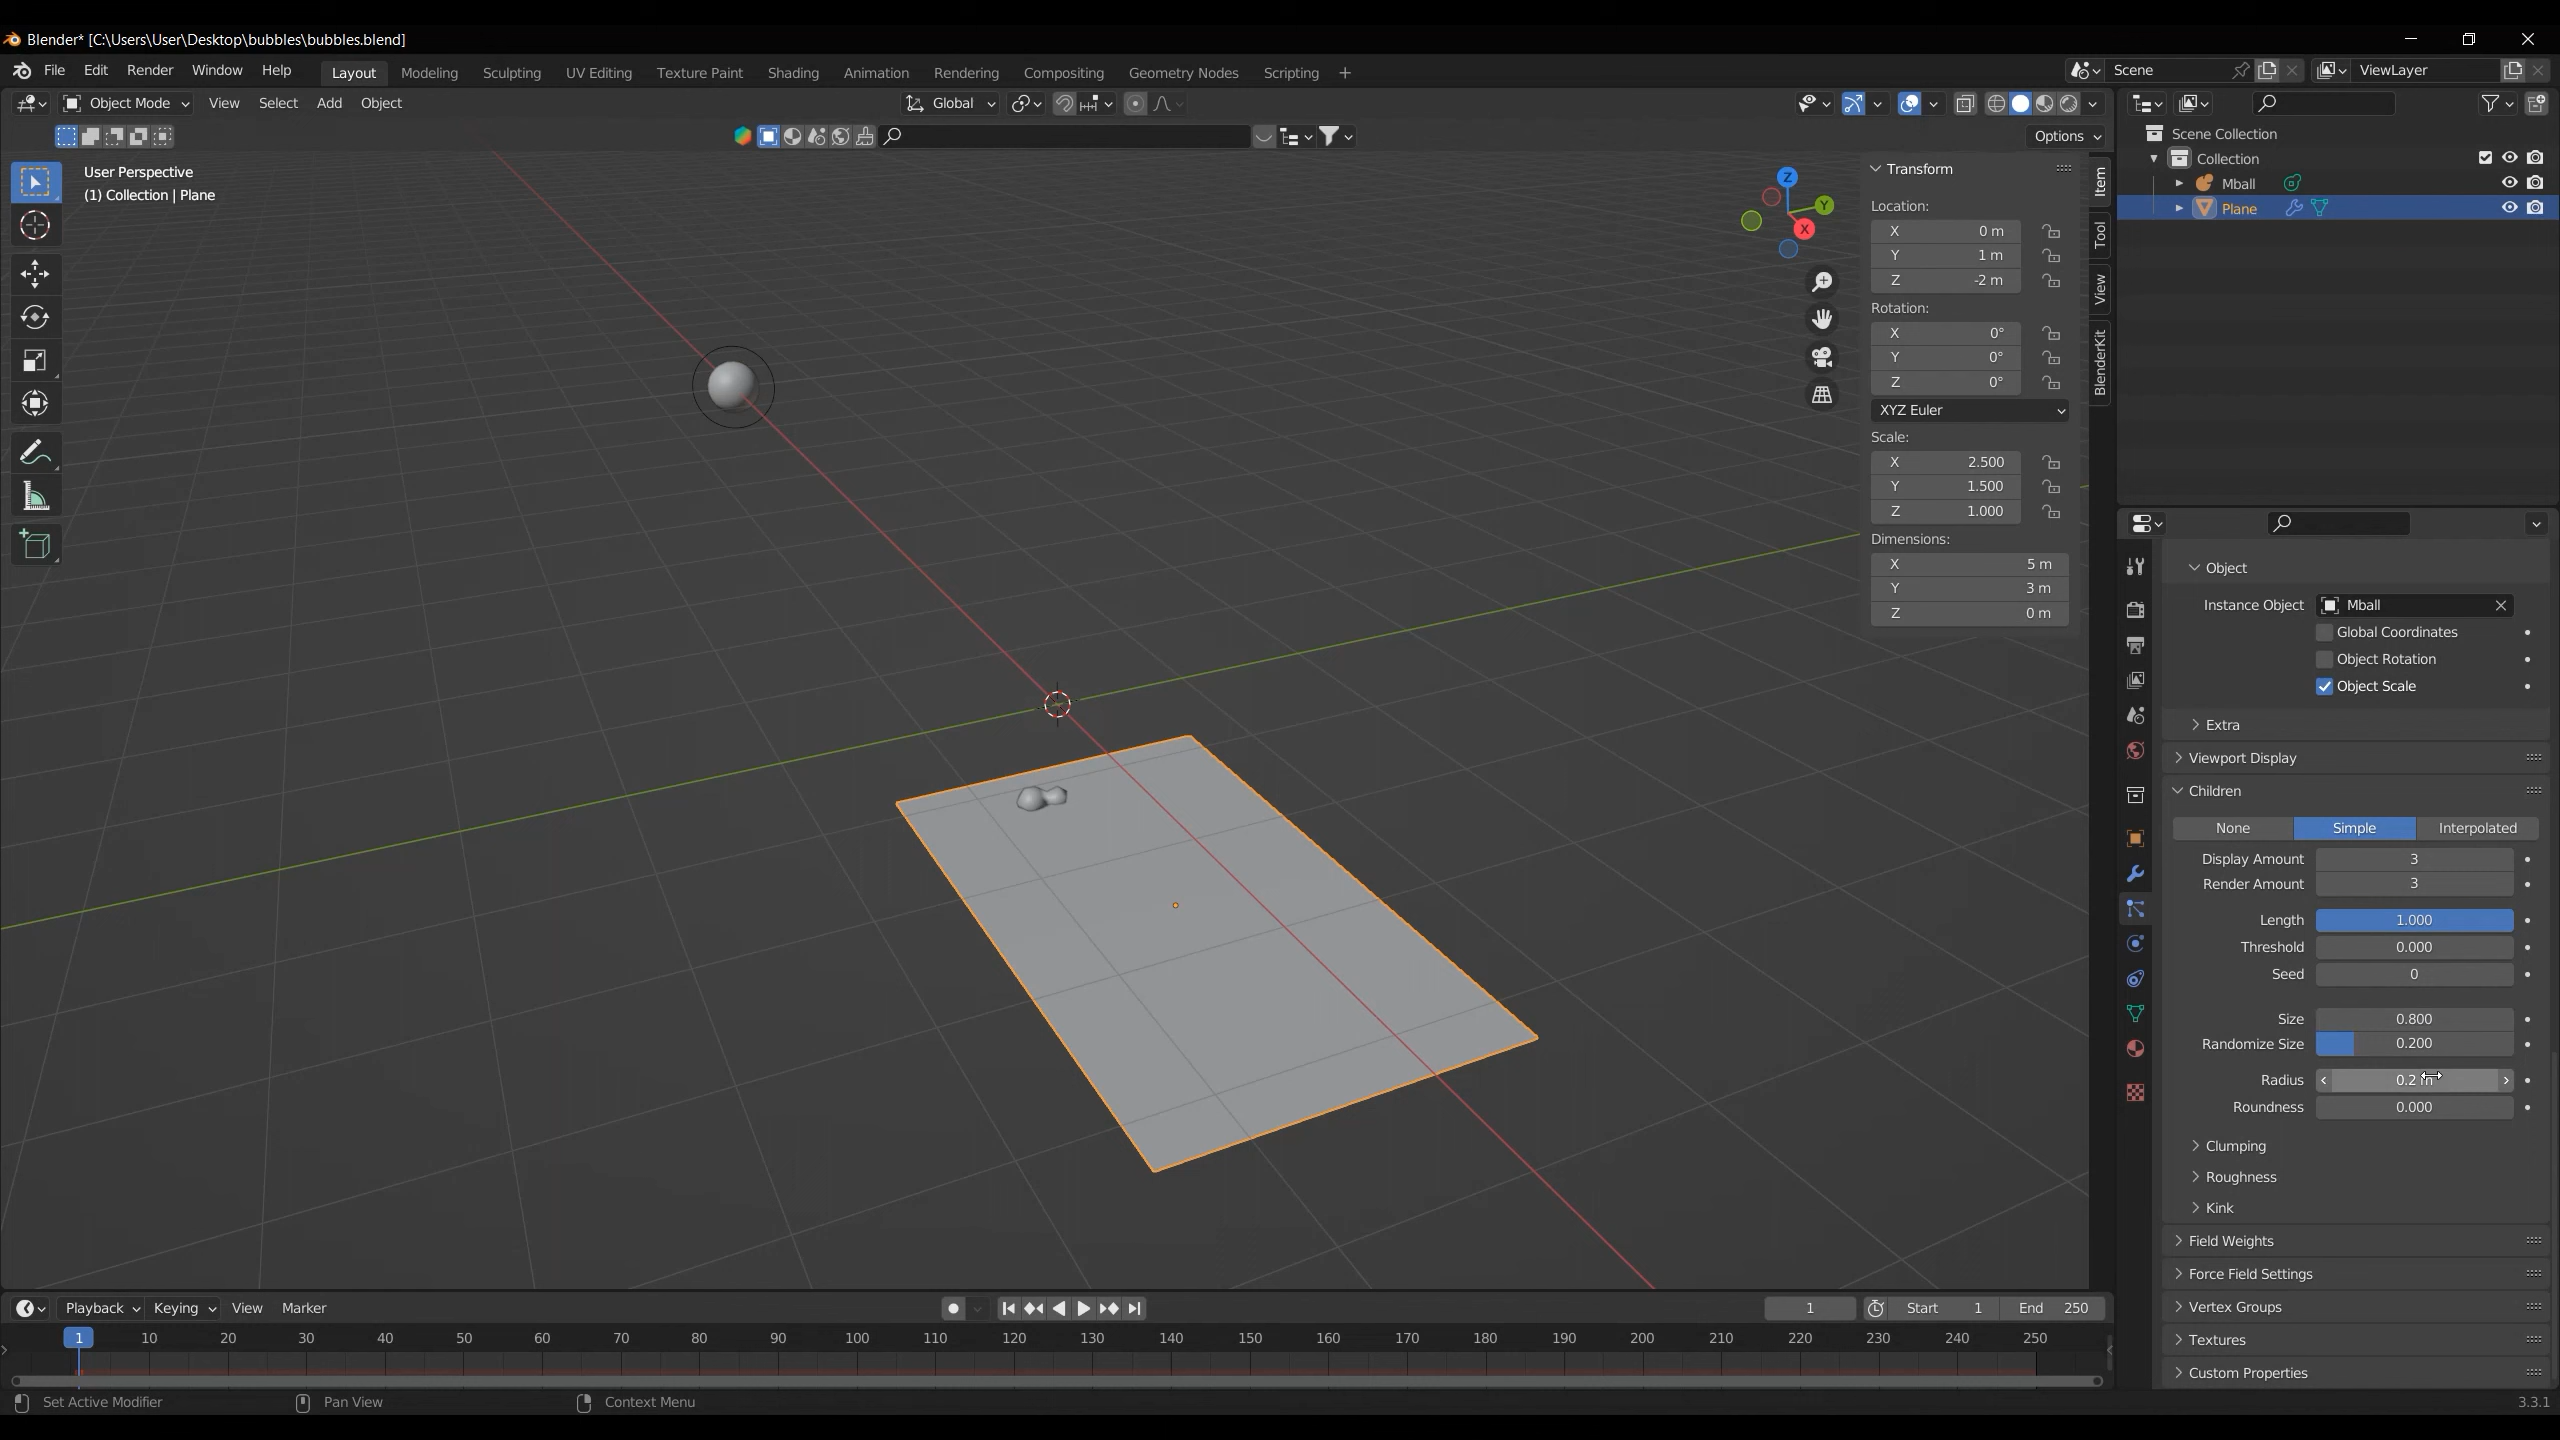 Blender* [C:\Users\User\Desktop\bubbles\bubbles.blend]
File Edit Render Window Help Layout Modeling Sculpting UV Editing Texture Paint Shading Animation Rendering Compositing Geometry Nodes Scripting + Scene ViewLayer
Object Mode View Select Add Object Global
Options
User Perspective
(1) Collection | Plane
Z
Y
X
Transform
Location:
X 0 m
Y 1 m
Z -2 m
Rotation:
X 0°
Y 0°
Z 0°
XYZ Euler
Scale:
X 2.500
Y 1.500
Z 1.000
Dimensions:
X 5 m
Y 3 m
Z 0 m
Item
Tool
View
BlenderKit
Scene Collection
Collection
Mball
Plane
Object
Instance Object Mball
Global Coordinates
Object Rotation
Object Scale
Extra
Viewport Display
Children
None Simple Interpolated
Display Amount 3
Render Amount 3
Length 1.000
Threshold 0.000
Seed 0
Size 0.800
Randomize Size 0.200
Radius 0.2 m
Roundness 0.000
Clumping
Roughness
Kink
Field Weights
Force Field Settings
Vertex Groups
Textures
Custom Properties
Playback Keying View Marker 1 Start 1 End 250
1 10 20 30 40 50 60 70 80 90 100 110 120 130 140 150 160 170 180 190 200 210 220 230 240 250
Set Active Modifier Pan View Context Menu 3.3.1